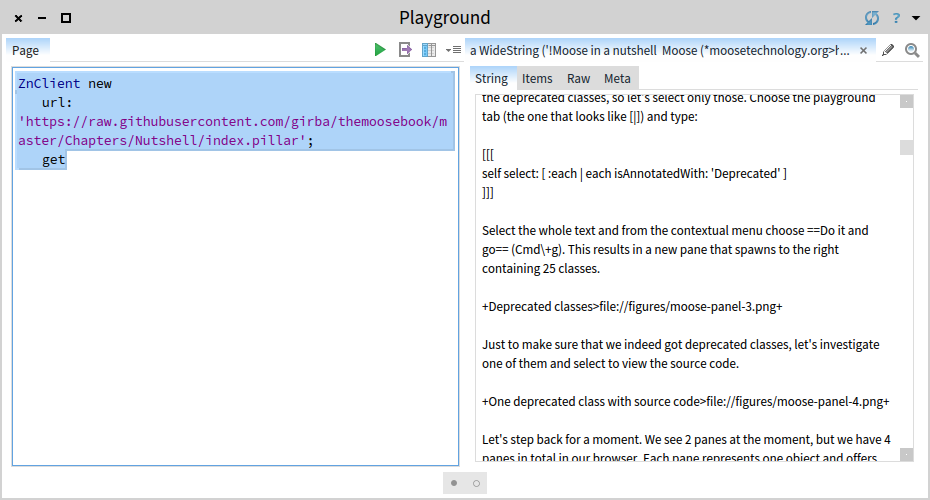 Playground
?
Page
a WideString ('!Moose in a nutshell Moose (*moosetechnology.org>h...
ZnClient new
url:
'https://raw.githubusercontent.com/girba/themoosebook/m
aster/Chapters/Nutshell/index.pillar';
get
String Items Raw Meta
the deprecated classes, so let's select only those. Choose the playground
tab (the one that looks like [|]) and type:
[[[
self select: [ :each | each isAnnotatedWith: 'Deprecated' ]
]]]
Select the whole text and from the contextual menu choose ==Do it and
go== (Cmd\+g). This results in a new pane that spawns to the right
containing 25 classes.
+Deprecated classes>file://figures/moose-panel-3.png+
Just to make sure that we indeed got deprecated classes, let's investigate
one of them and select to view the source code.
+One deprecated class with source code>file://figures/moose-panel-4.png+
Let's step back for a moment. We see 2 panes at the moment, but we have 4
panes in total in our browser. Each pane represents one object and offers